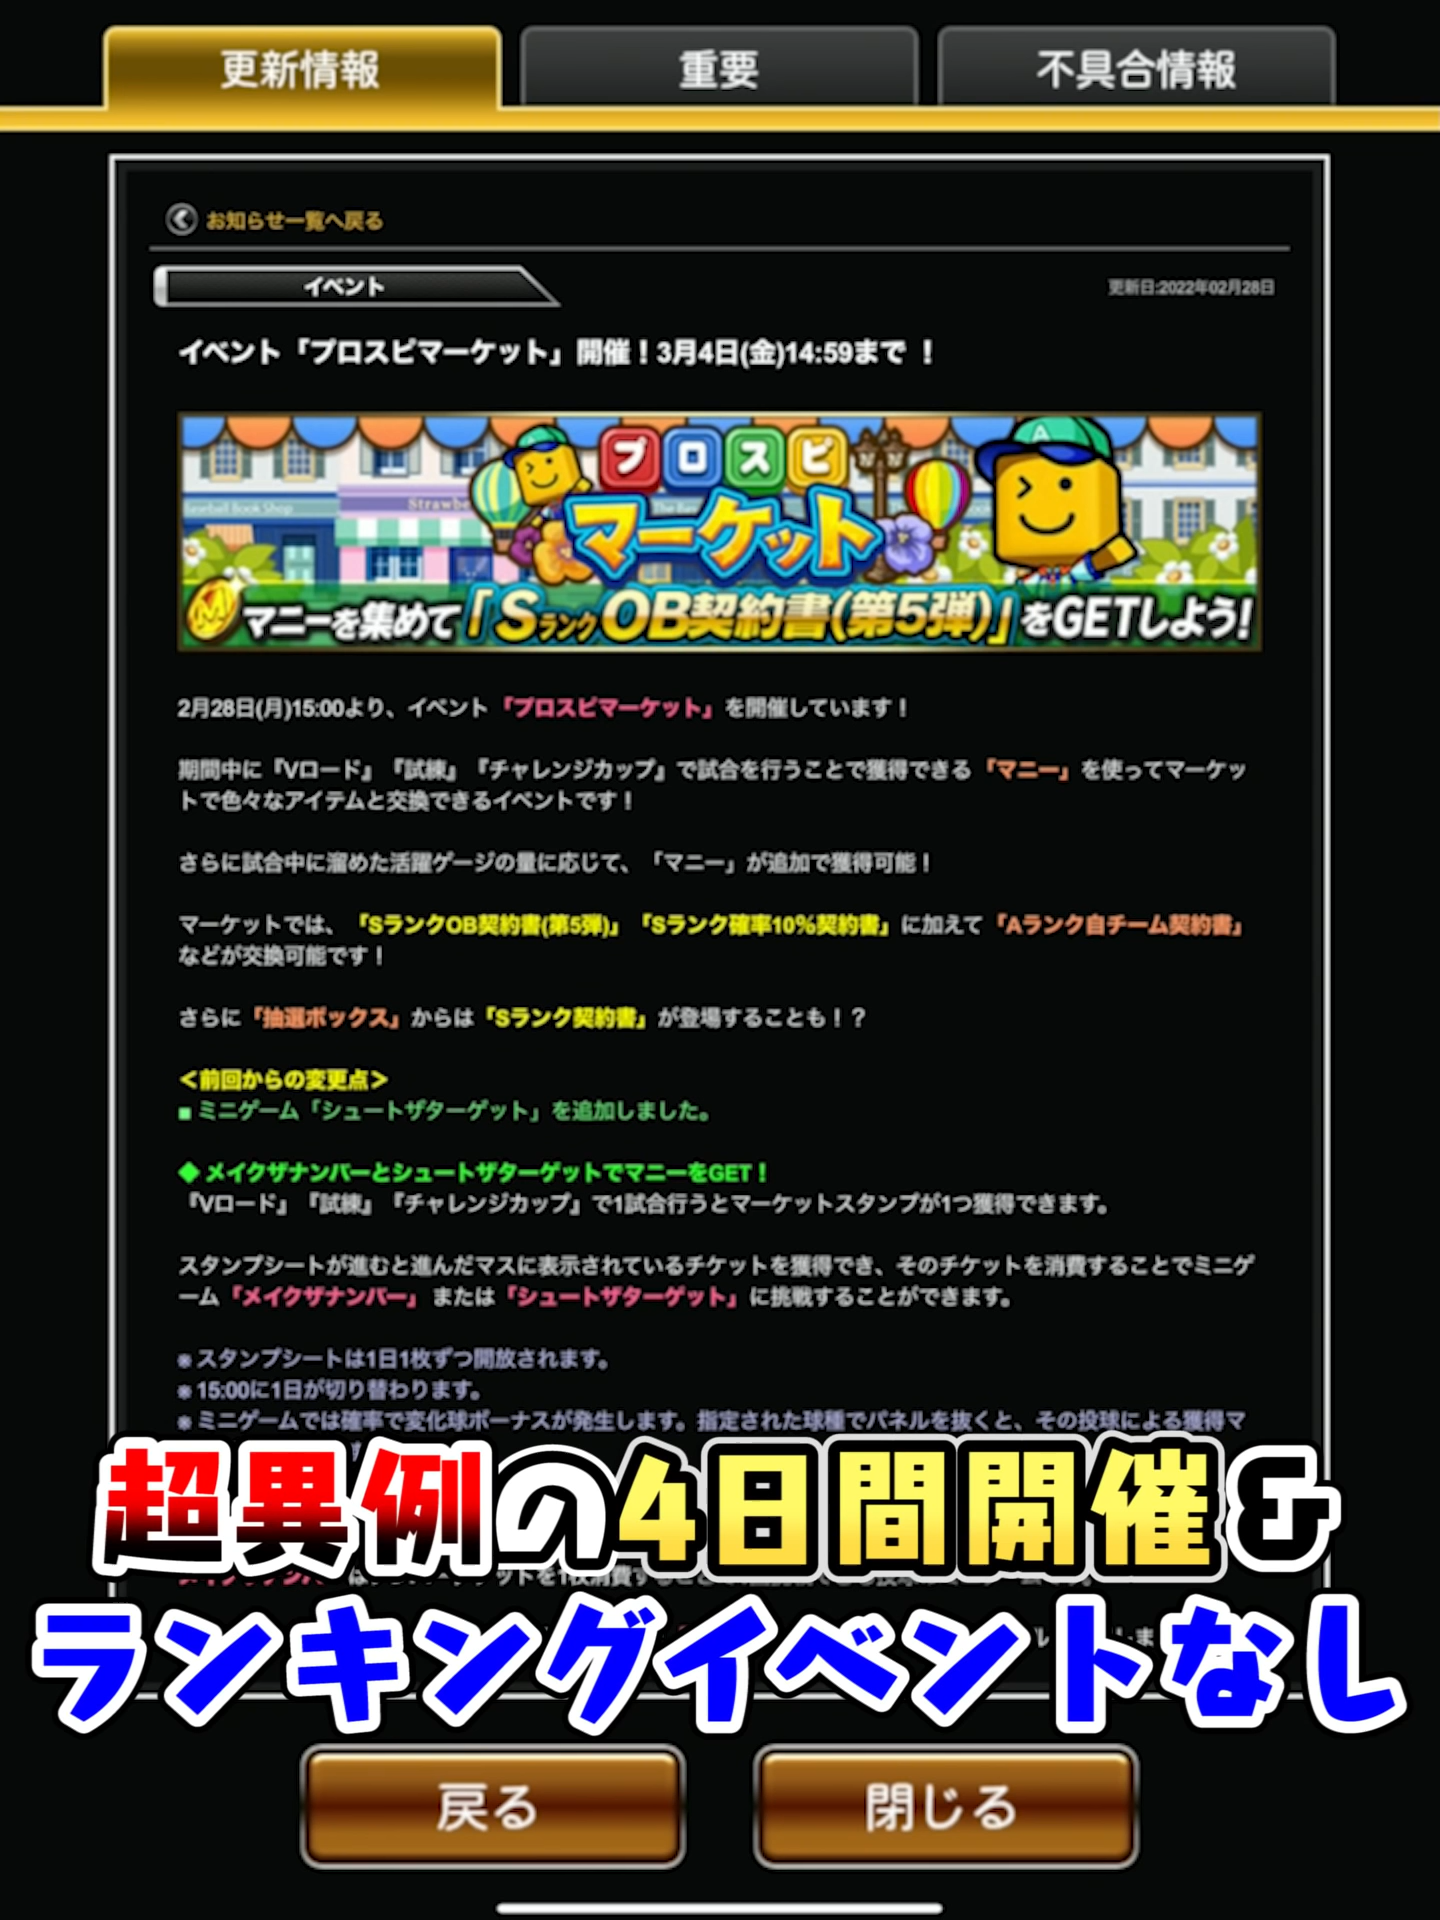 更新情報
重要
不具合情報
お知らせ一覧へ戻る
イベント
更新日:2022年02月28日
イベント「プロスピマーケット」開催！3月4日(金)14:59まで ！
Baseball Book Shop
Strawbe
プロスピ
マーケット
マニーを集めて「SランクOB契約書(第5弾)」をGETしよう!
2月28日(月)15:00より、イベント「プロスピマーケット」を開催しています！
期間中に『Vロード』『試練』『チャレンジカップ』で試合を行うことで獲得できる「マニー」を使ってマーケッ
トで色々なアイテムと交換できるイベントです！
さらに試合中に溜めた活躍ゲージの量に応じて、「マニー」が追加で獲得可能！
マーケットでは、「SランクOB契約書(第5弾)」「Sランク確率10%契約書」に加えて「Aランク自チーム契約書」
などが交換可能です！
さらに「抽選ボックス」からは「Sランク契約書」が登場することも！？
＜前回からの変更点＞
■ ミニゲーム「シュートザターゲット」を追加しました。
◆ メイクザナンバーとシュートザターゲットでマニーをGET！
『Vロード』『試練』『チャレンジカップ』で1試合行うとマーケットスタンプが1つ獲得できます。
スタンプシートが進むと進んだマスに表示されているチケットを獲得でき、そのチケットを消費することでミニゲ
ーム「メイクザナンバー」または「シュートザターゲット」に挑戦することができます。
※ スタンプシートは1日1枚ずつ開放されます。
※ 15:00に1日が切り替わります。
※ ミニゲームでは確率で変化球ボーナスが発生します。指定された球種でパネルを抜くと、その投球による獲得マ
超異例の4日間開催&
ランキングイベントなし
戻る
閉じる